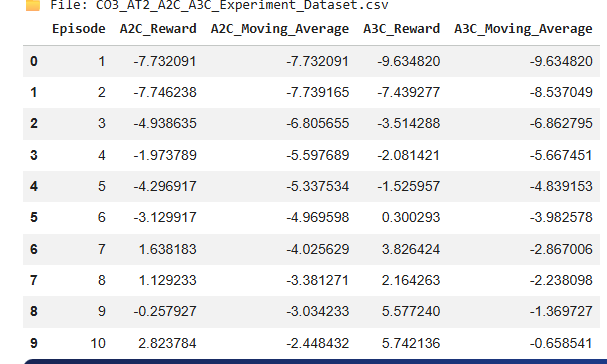 File: CO3_AT2_A2C_A3C_Experiment_Dataset.csv
Episode A2C_Reward A2C_Moving_Average A3C_Reward A3C_Moving_Average
0 1 -7.732091 -7.732091 -9.634820 -9.634820
1 2 -7.746238 -7.739165 -7.439277 -8.537049
2 3 -4.938635 -6.805655 -3.514288 -6.862795
3 4 -1.973789 -5.597689 -2.081421 -5.667451
4 5 -4.296917 -5.337534 -1.525957 -4.839153
5 6 -3.129917 -4.969598 0.300293 -3.982578
6 7 1.638183 -4.025629 3.826424 -2.867006
7 8 1.129233 -3.381271 2.164263 -2.238098
8 9 -0.257927 -3.034233 5.577240 -1.369727
9 10 2.823784 -2.448432 5.742136 -0.658541